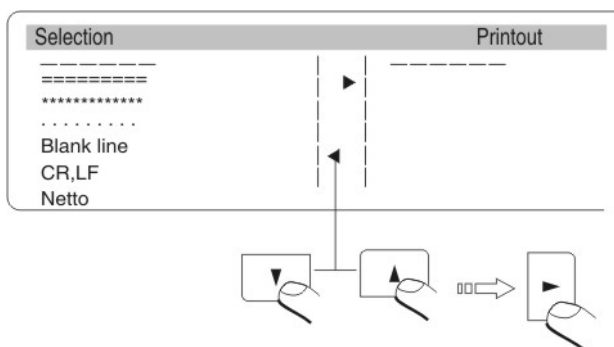 Selection Printout
_ _ _ _ _ _ _ _ _ _ _ _
=========
*************
. . . . . . . . .
Blank line
CR,LF
Netto